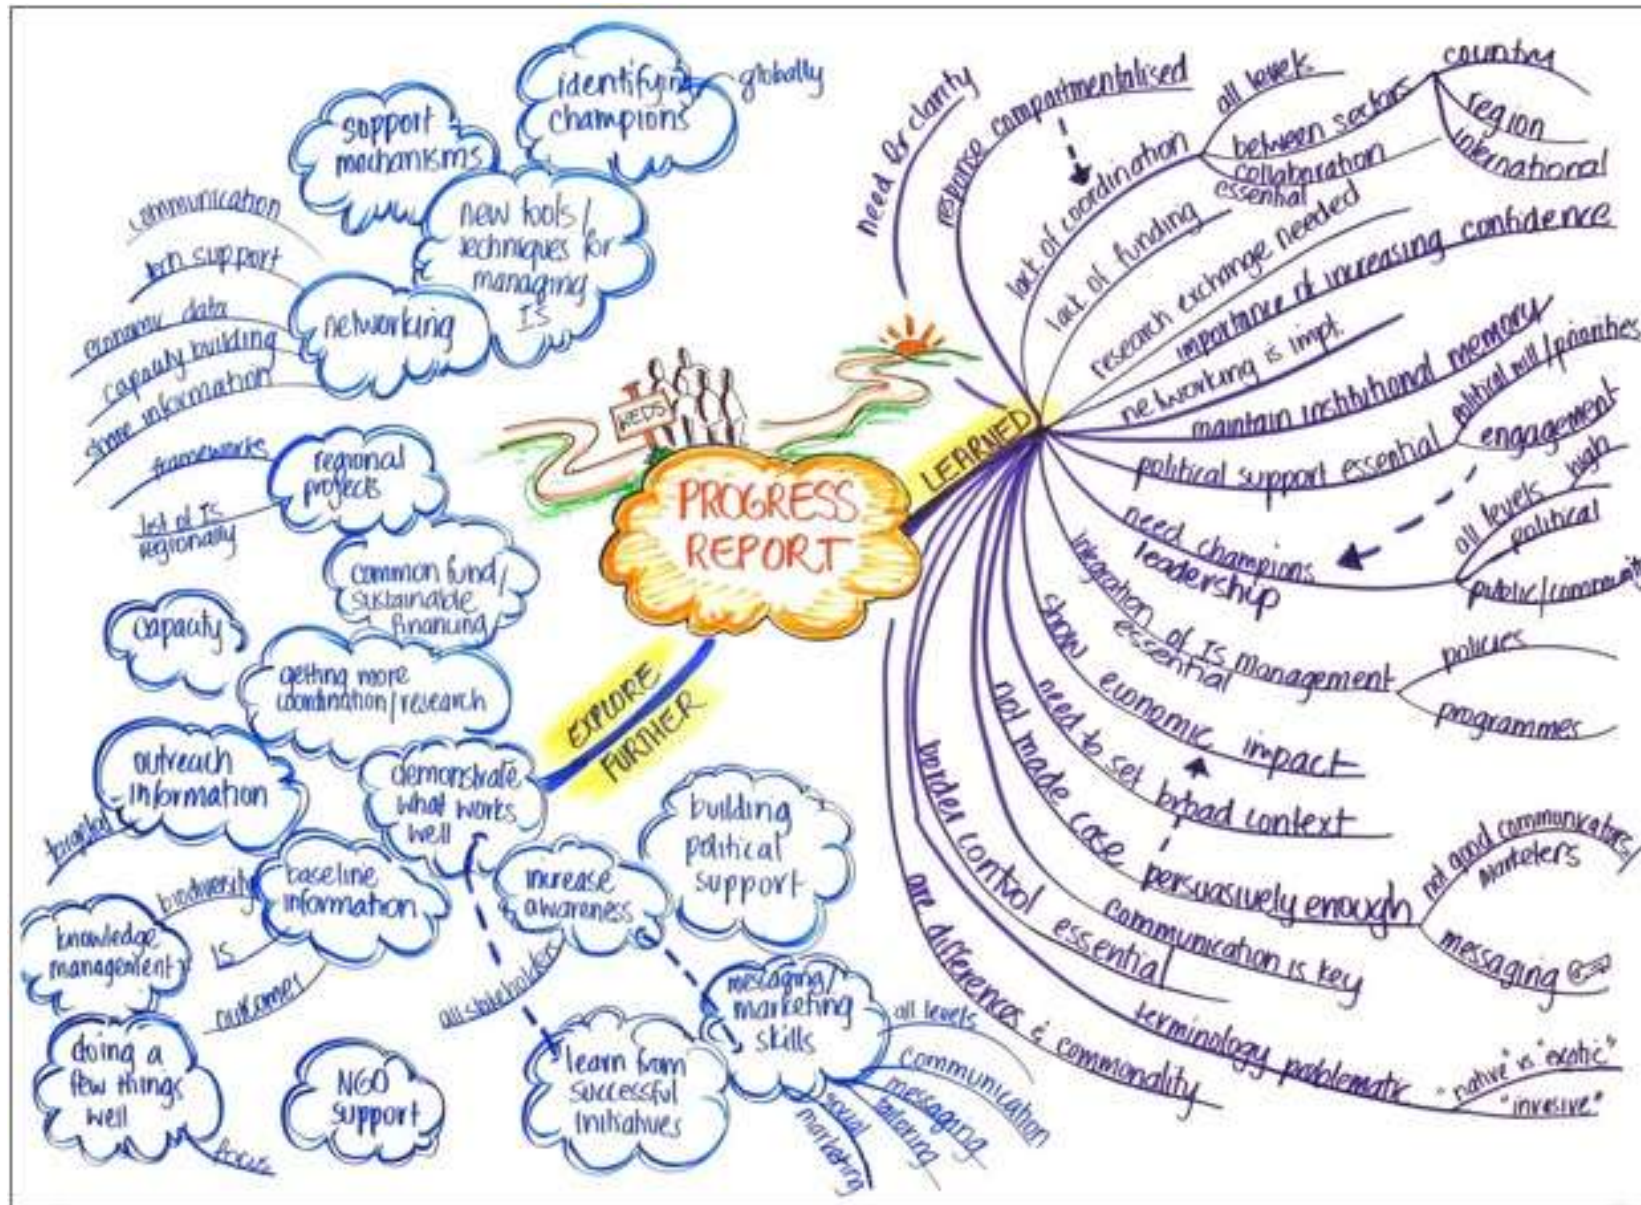 PROGRESS
REPORT
LEARNED
need for clarity
response compartmentalised
lack of coordination
all levels
between sectors
country
region
international
collaboration
essential
lack of funding
research exchange needed
importance of increasing confidence
networking is impt.
maintain institutional memory
political support essential
political will/priorities
engagement
need champions
leadership
all levels
high
political
public/community
integration of IS management
essential
policies
programmes
show economic impact
need to set broad context
not made case persuasively enough
not good communicators/
marketers
messaging
communication is key
border control essential
terminology problematic
"native" vs "exotic"
"invasive"
are differences & commonality
EXPLORE
FURTHER
identifying
champions
globally
support
mechanisms
new tools/
techniques for
managing
IS
networking
communication
tech support
economic data
capacity building
share information
regional
projects
frameworks
list of IS
regionally
common fund/
sustainable
financing
capacity
getting more
coordination/research
outreach
information
targeted
demonstrate
what works
well
building
political
support
baseline
information
biodiversity
IS
outcomes
increase
awareness
all stakeholders
knowledge
management
messaging/
marketing
skills
all levels
communication
messaging
tailoring
social
marketing
doing a
few things
well
focus
NGO
support
learn from
successful
initiatives